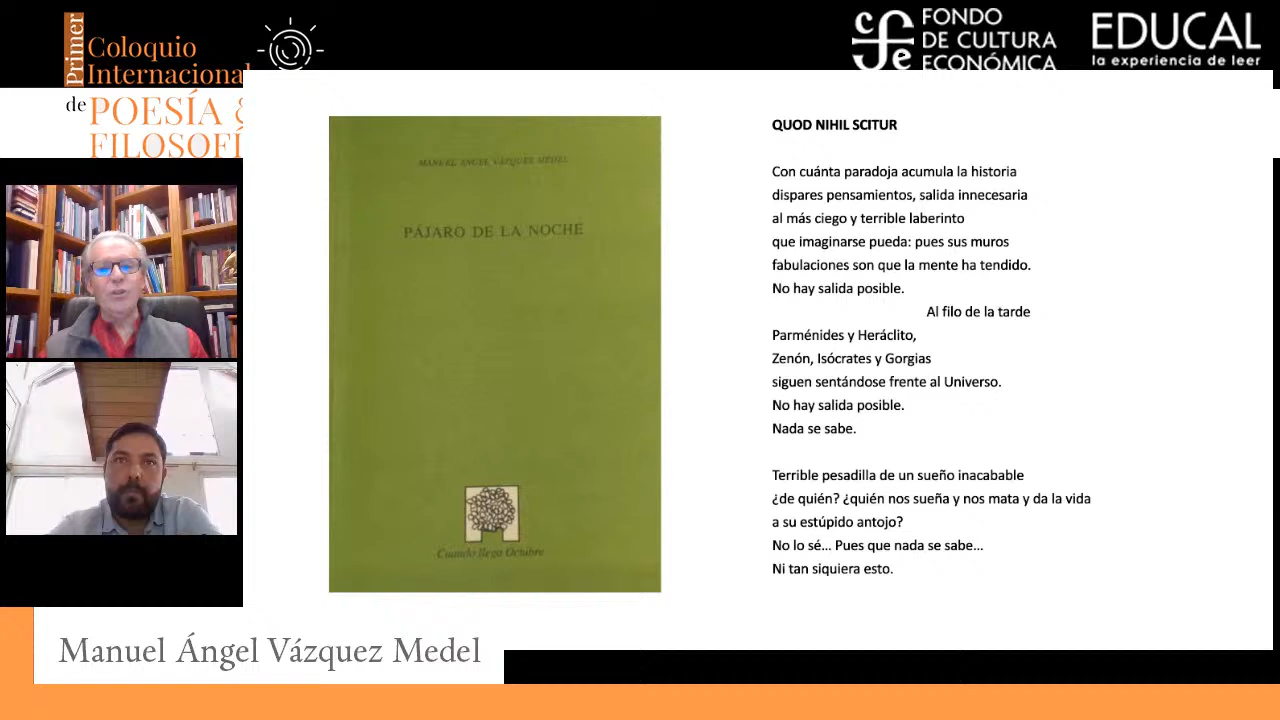 Primer
Coloquio
Internacional
de POESÍA &
FILOSOFÍ
FONDO
DE CULTURA
ECONÓMICA
EDUCAL
la experiencia de leer
MANUEL ÁNGEL VÁZQUEZ MEDEL
PÁJARO DE LA NOCHE
Cuando llega Octubre
QUOD NIHIL SCITUR
Con cuánta paradoja acumula la historia
dispares pensamientos, salida innecesaria
al más ciego y terrible laberinto
que imaginarse pueda: pues sus muros
fabulaciones son que la mente ha tendido.
No hay salida posible.
Al filo de la tarde
Parménides y Heráclito,
Zenón, Isócrates y Gorgias
siguen sentándose frente al Universo.
No hay salida posible.
Nada se sabe.
Terrible pesadilla de un sueño inacabable
¿de quién? ¿quién nos sueña y nos mata y da la vida
a su estúpido antojo?
No lo sé... Pues que nada se sabe...
Ni tan siquiera esto.
Manuel Ángel Vázquez Medel